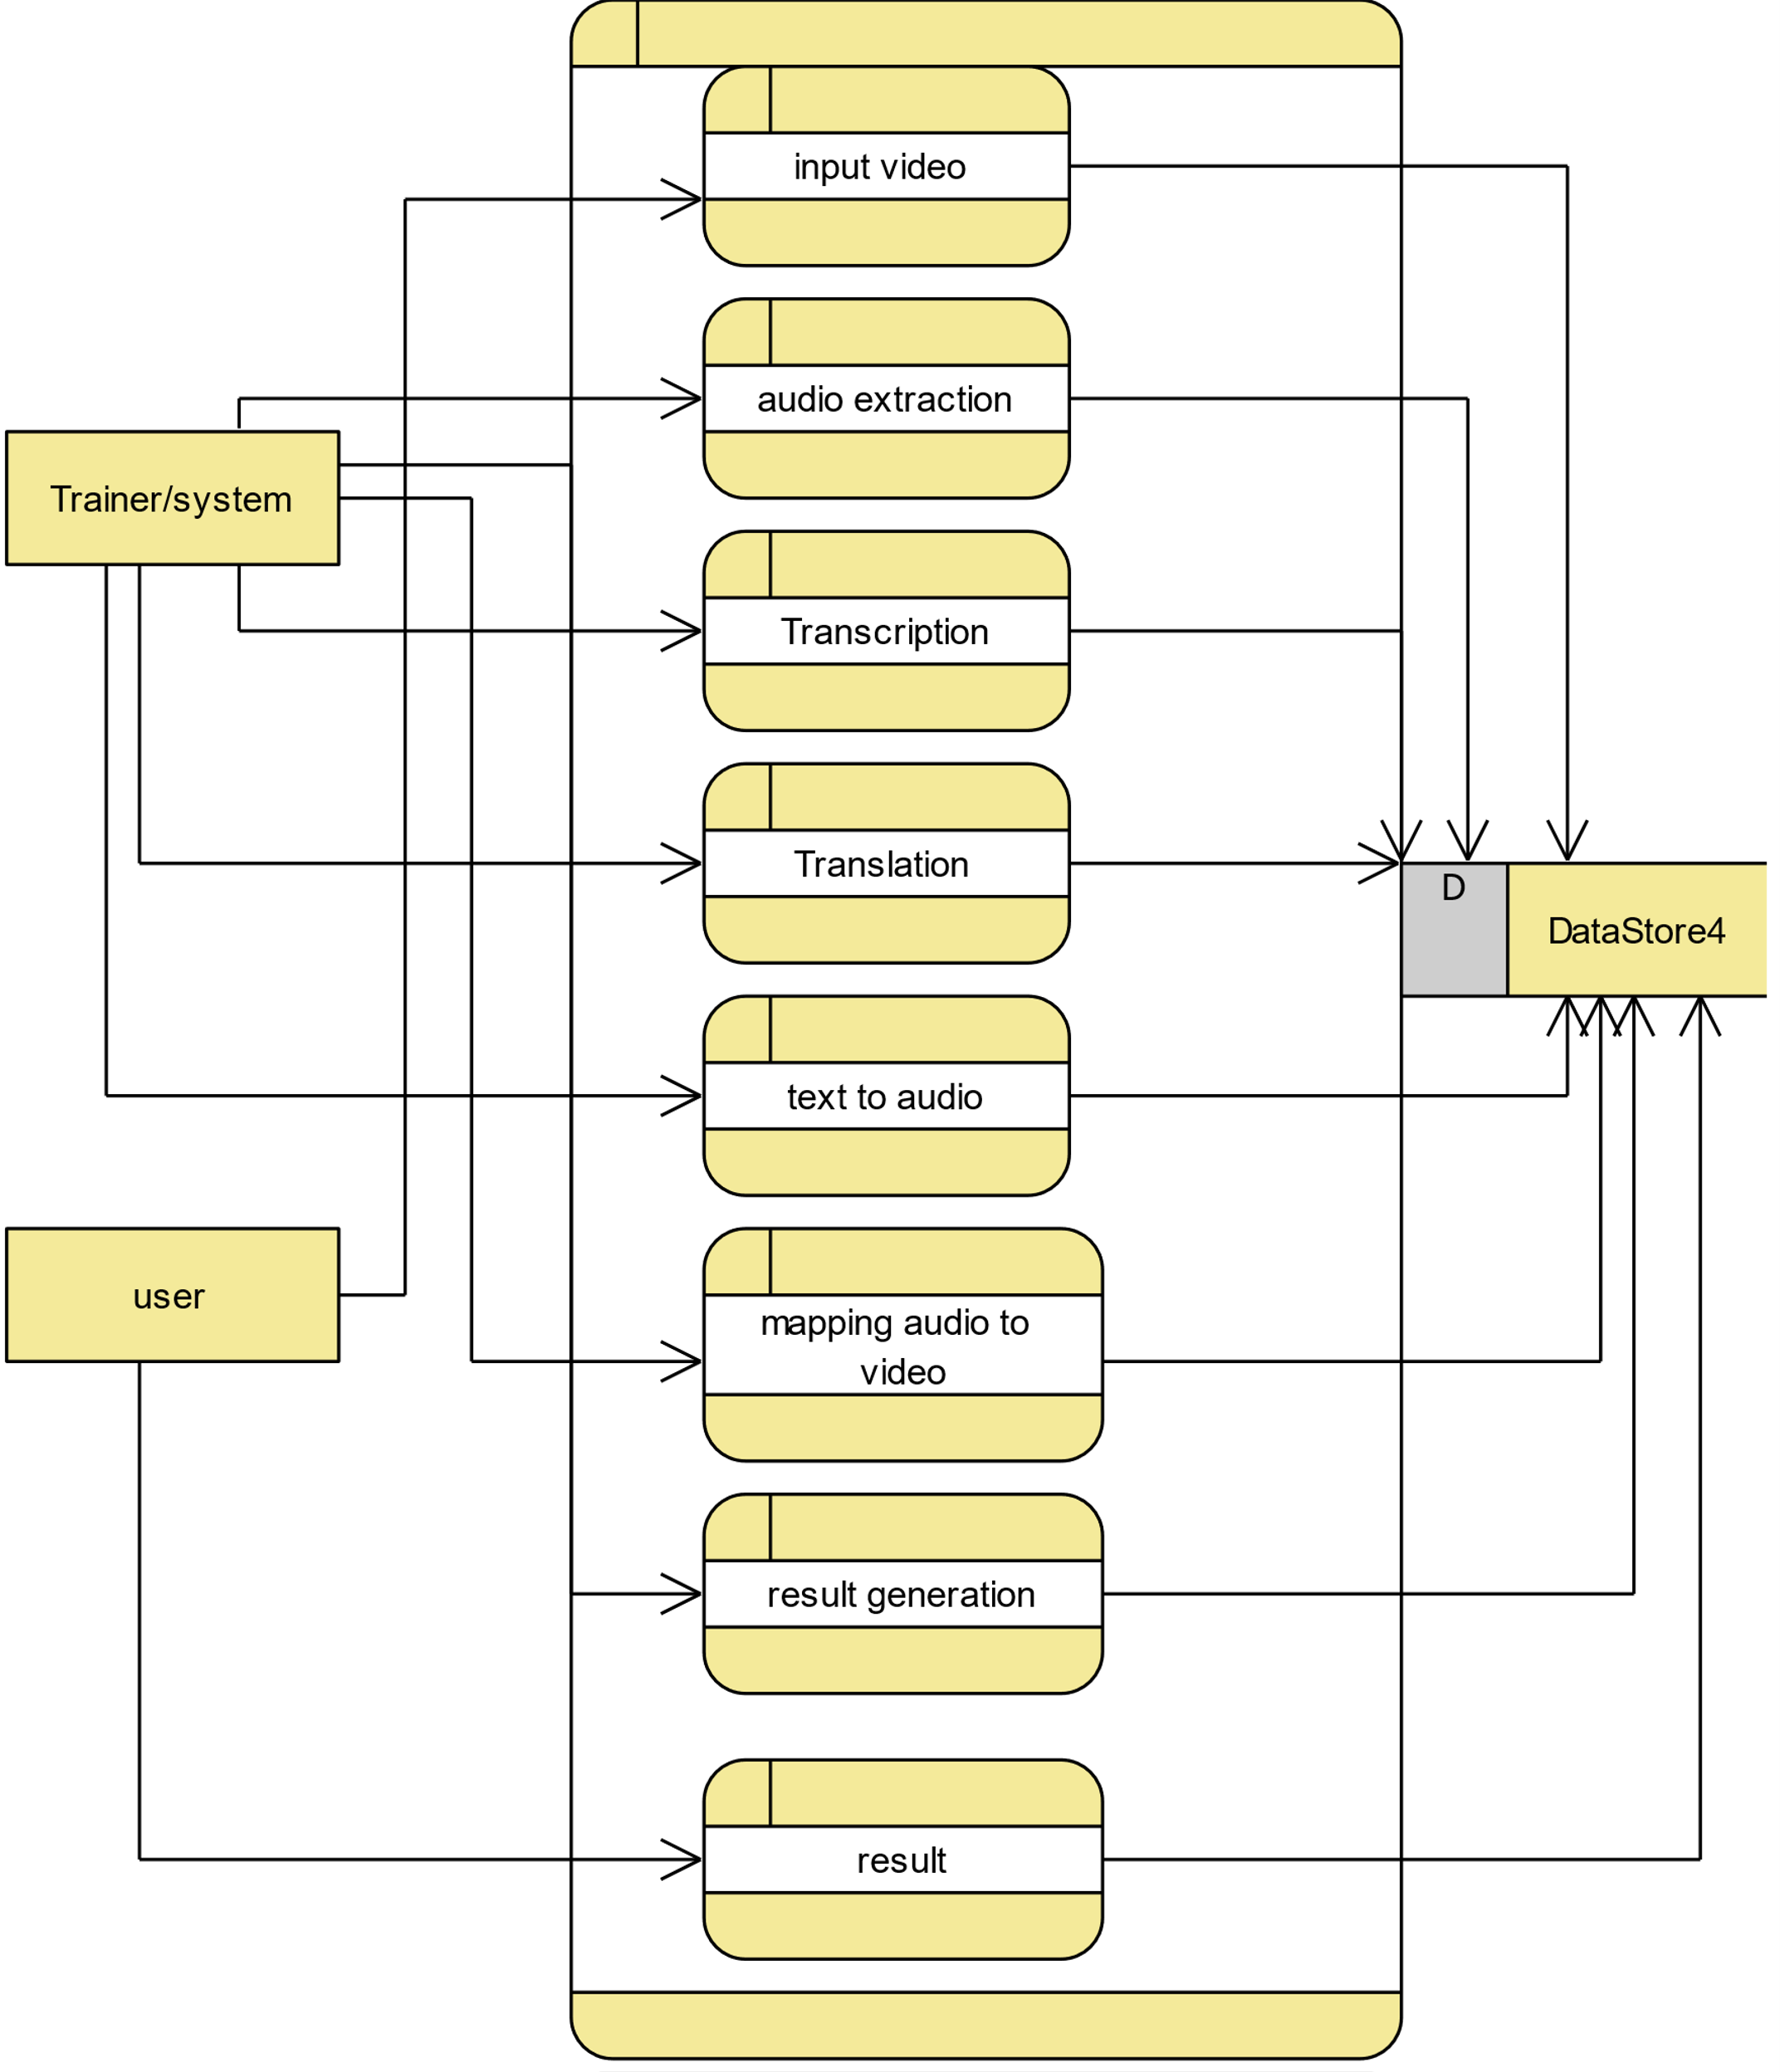 input video
audio extraction
Trainer/system
Transcription
Translation
D
DataStore4
text to audio
user
mapping audio to
video
result generation
result